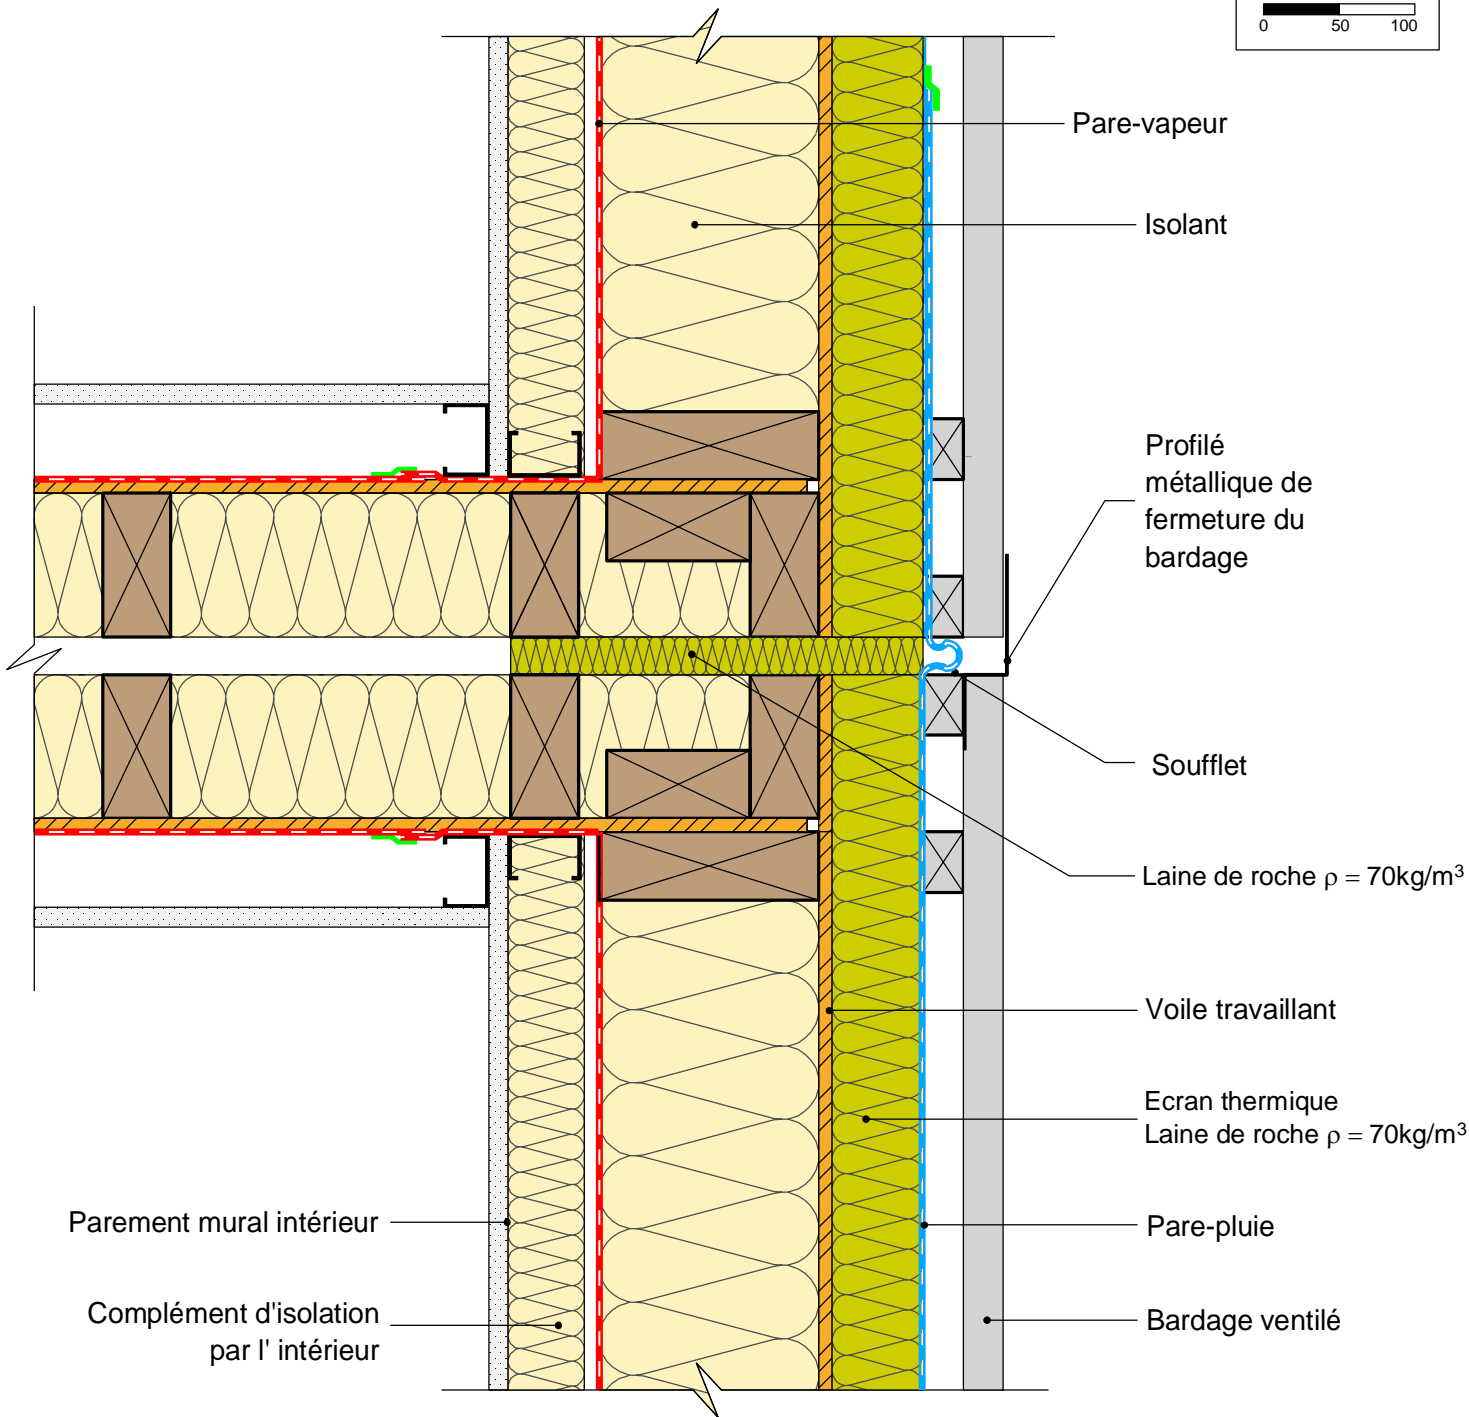 0 50 100
Pare-vapeur
Isolant
Profilé
métallique de
fermeture du
bardage
Soufflet
Laine de roche ρ = 70kg/m³
Voile travaillant
Ecran thermique
Laine de roche ρ = 70kg/m³
Parement mural intérieur
Pare-pluie
Complément d'isolation
par l' intérieur
Bardage ventilé